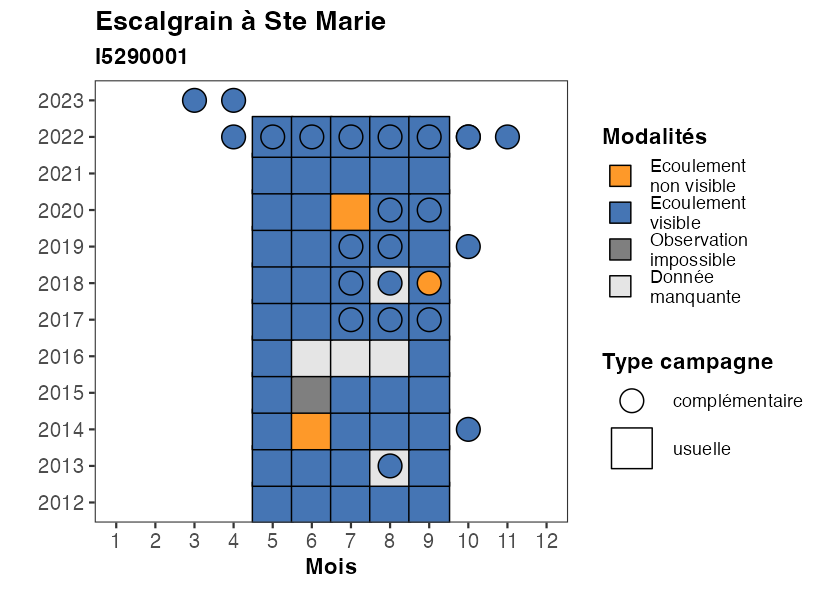 Escalgrain à Ste Marie
I5290001
2023
2022
2021
2020
2019
2018
2017
2016
2015
2014
2013
2012
1 2 3 4 5 6 7 8 9 10 11 12
Mois
Modalités
Ecoulement
non visible
Ecoulement
visible
Observation
impossible
Donnée
manquante
Type campagne
complémentaire
usuelle